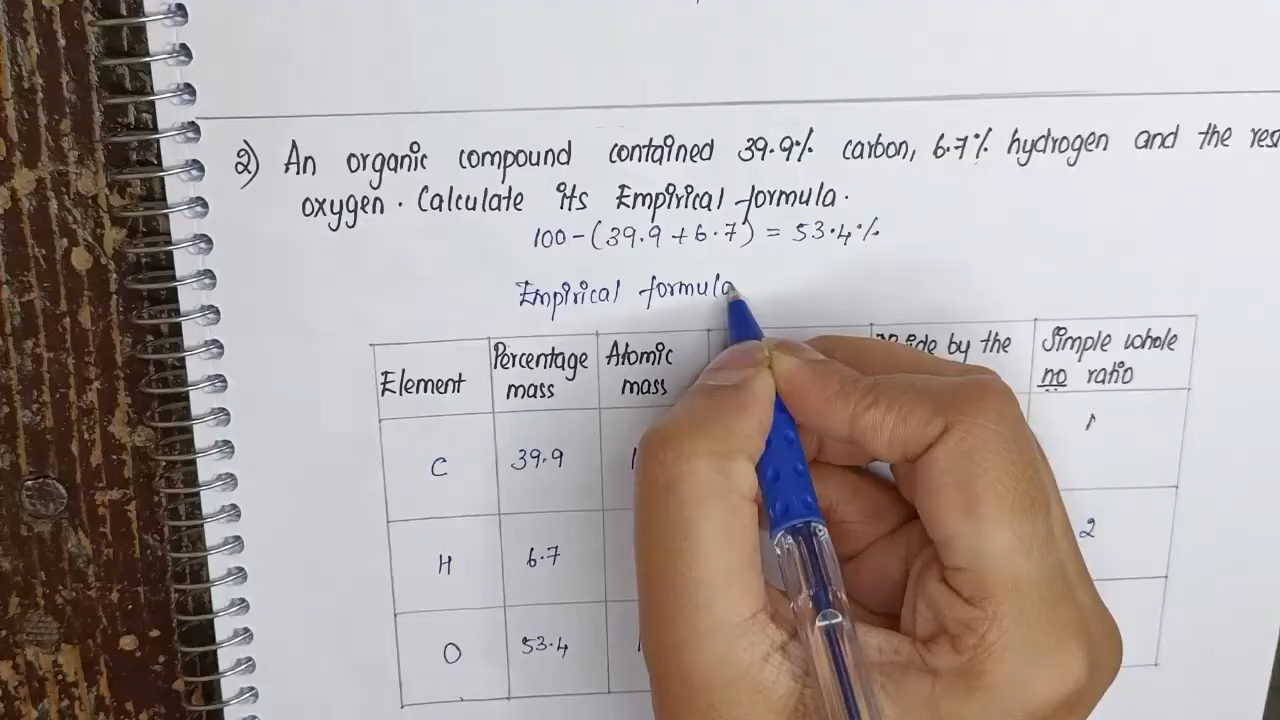 2) An organic compound contained 39.9% carbon, 6.7% hydrogen and the res
oxygen. Calculate its Empirical formula.
100-(39.9+6.7) = 53.4%
Empirical formula
Element Percentage mass Atomic mass by the Simple whole no ratio
C 39.9 1
H 6.7 2
O 53.4